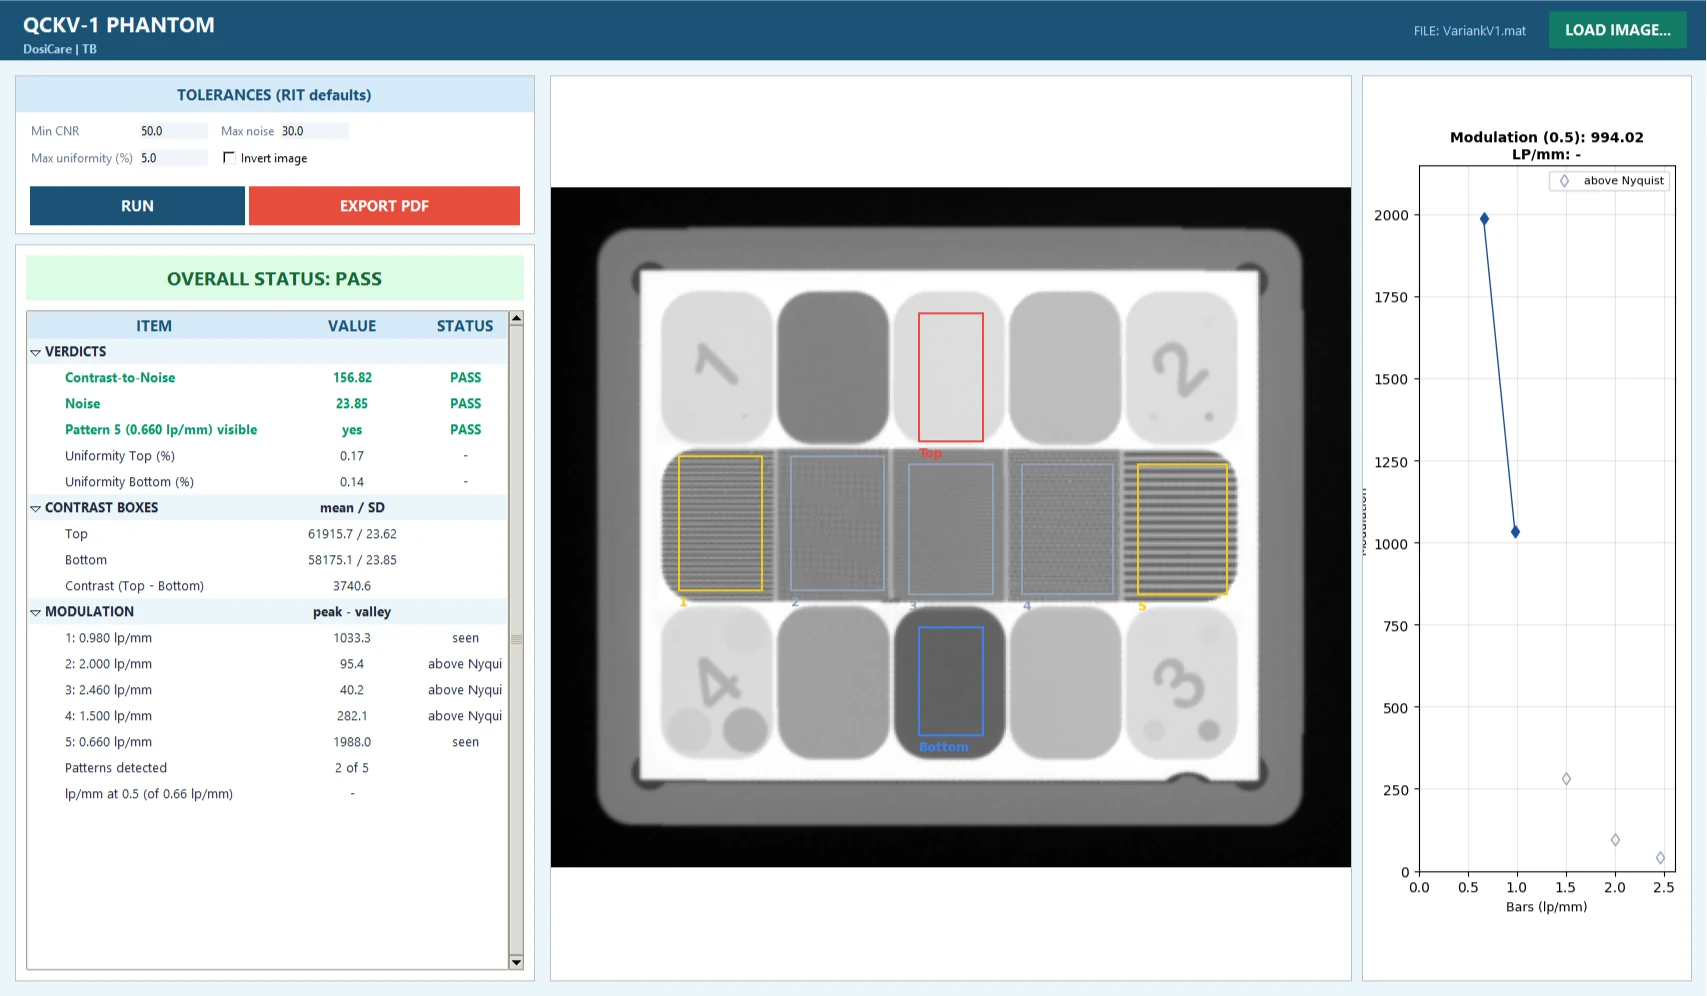 QCKV-1 PHANTOM
DosiCare | TB
FILE: VariankV1.mat
LOAD IMAGE...
TOLERANCES (RIT defaults)
Min CNR 50.0 Max noise 30.0
Max uniformity (%) 5.0 Invert image
RUN EXPORT PDF
OVERALL STATUS: PASS
ITEM VALUE STATUS
VERDICTS
Contrast-to-Noise 156.82 PASS
Noise 23.85 PASS
Pattern 5 (0.660 lp/mm) visible yes PASS
Uniformity Top (%) 0.17 -
Uniformity Bottom (%) 0.14 -
CONTRAST BOXES mean / SD
Top 61915.7 / 23.62
Bottom 58175.1 / 23.85
Contrast (Top - Bottom) 3740.6
MODULATION peak - valley
1: 0.980 lp/mm 1033.3 seen
2: 2.000 lp/mm 95.4 above Nyqui
3: 2.460 lp/mm 40.2 above Nyqui
4: 1.500 lp/mm 282.1 above Nyqui
5: 0.660 lp/mm 1988.0 seen
Patterns detected 2 of 5
lp/mm at 0.5 (of 0.66 lp/mm) -
1 2
Top
1 2 3 4 5
4 3
Bottom
Modulation (0.5): 994.02
LP/mm: -
above Nyquist
2000
1750
1500
1250
1000
750
500
250
0
0.0 0.5 1.0 1.5 2.0 2.5
Bars (lp/mm)
Modulation